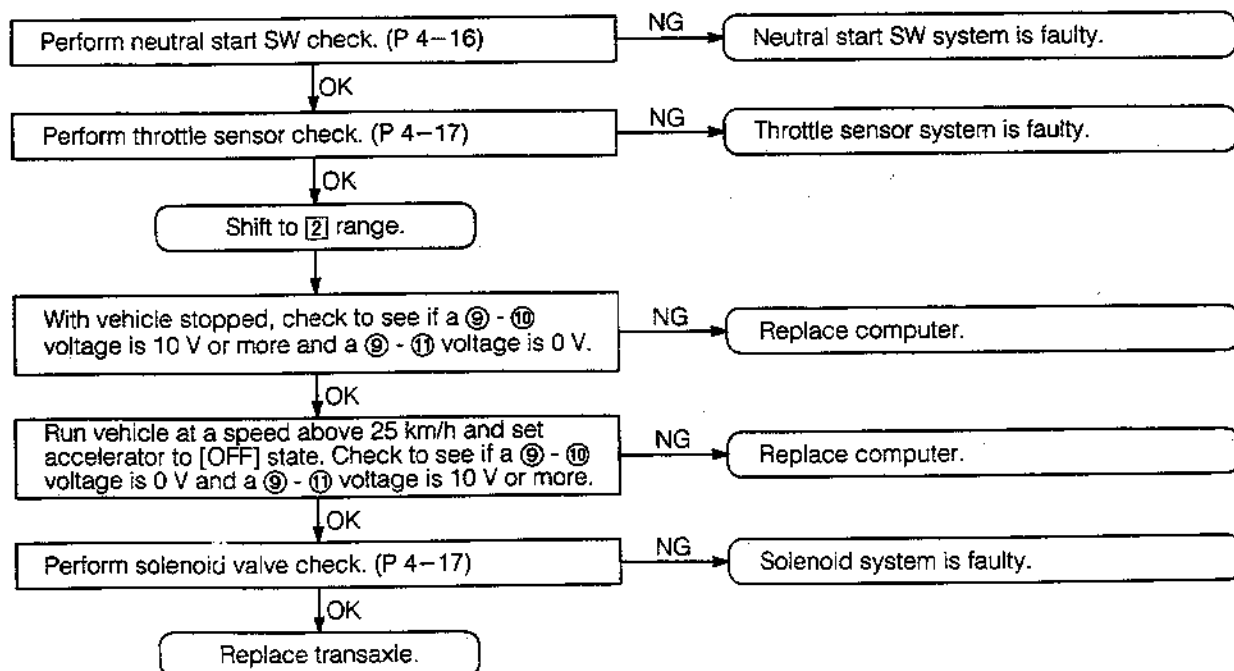 Perform neutral start SW check. (P 4–16)
NG
Neutral start SW system is faulty.
OK
Perform throttle sensor check. (P 4–17)
NG
Throttle sensor system is faulty.
OK
Shift to [2] range.
With vehicle stopped, check to see if a ⑨ - ⑩
voltage is 10 V or more and a ⑨ - ⑪ voltage is 0 V.
NG
Replace computer.
OK
Run vehicle at a speed above 25 km/h and set
accelerator to [OFF] state. Check to see if a ⑨ - ⑩
voltage is 0 V and a ⑨ - ⑪ voltage is 10 V or more.
NG
Replace computer.
OK
Perform solenoid valve check. (P 4–17)
NG
Solenoid system is faulty.
OK
Replace transaxle.